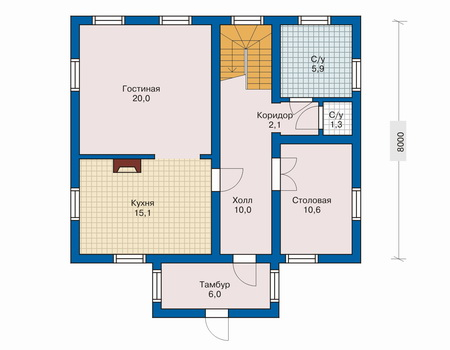 С/у
5,9
Гостиная
20,0
Коридор
2,1
С/у
1,3
8000
Кухня
15,1
Холл
10,0
Столовая
10,6
Тамбур
6,0